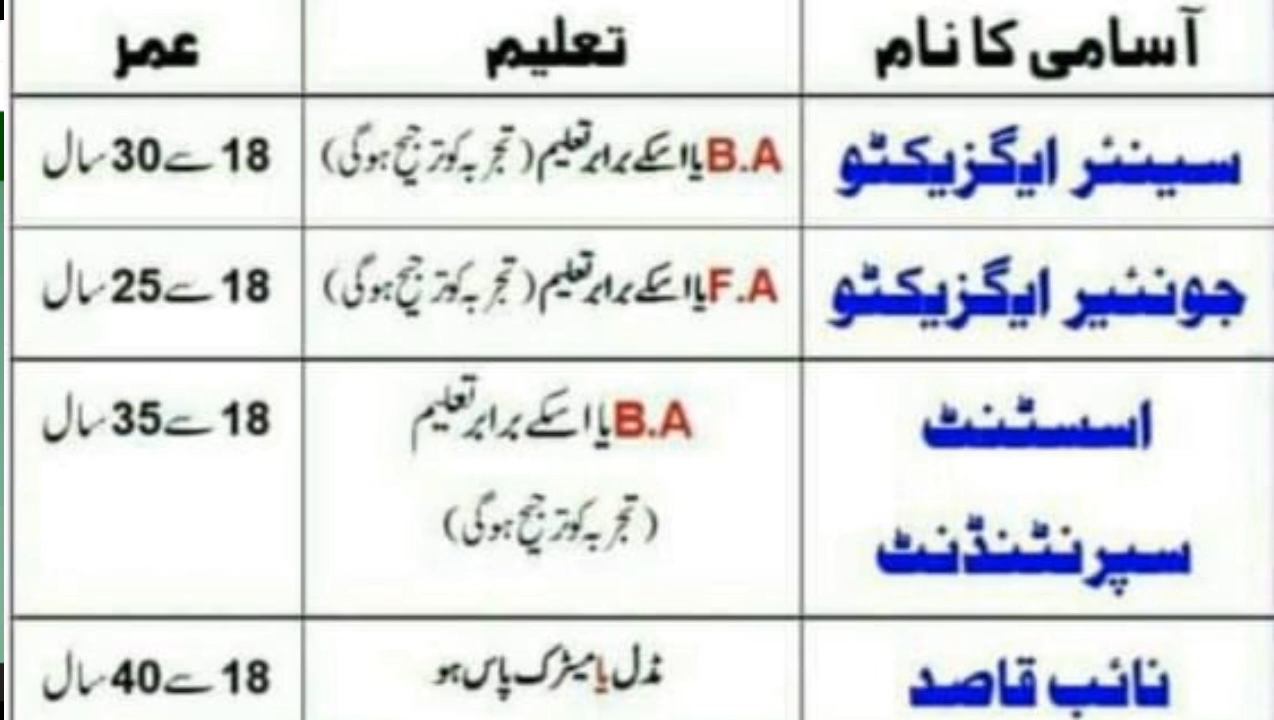 آسامی کا نام تعلیم عمر
سینئر ایگزیکٹو B.A یا اسکے برابر تعلیم (تجربہ کو ترجیح ہوگی) 18 سے 30 سال
جونئیر ایگزیکٹو F.A یا اسکے برابر تعلیم (تجربہ کو ترجیح ہوگی) 18 سے 25 سال
اسسٹنٹ B.A یا اسکے برابر تعلیم 18 سے 35 سال
سپرنٹنڈنٹ (تجربہ کو ترجیح ہوگی)
نائب قاصد مڈل یا میٹرک پاس ہو 18 سے 40 سال